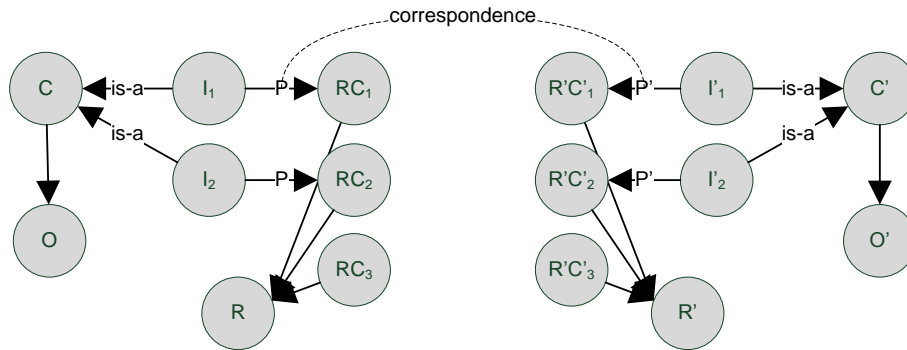 correspondence
C is-a I₁ P RC₁ R'C'₁ P' I'₁ is-a C'
is-a is-a
I₂ P RC₂ R'C'₂ P' I'₂
O RC₃ R'C'₃ O'
R R'